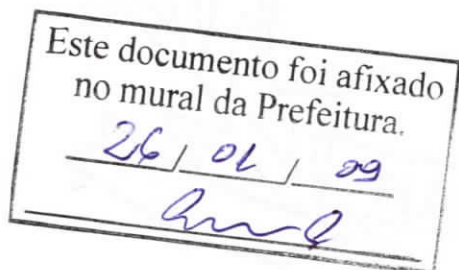 Este documento foi afixado
no mural da Prefeitura.
26 / 01 / 09